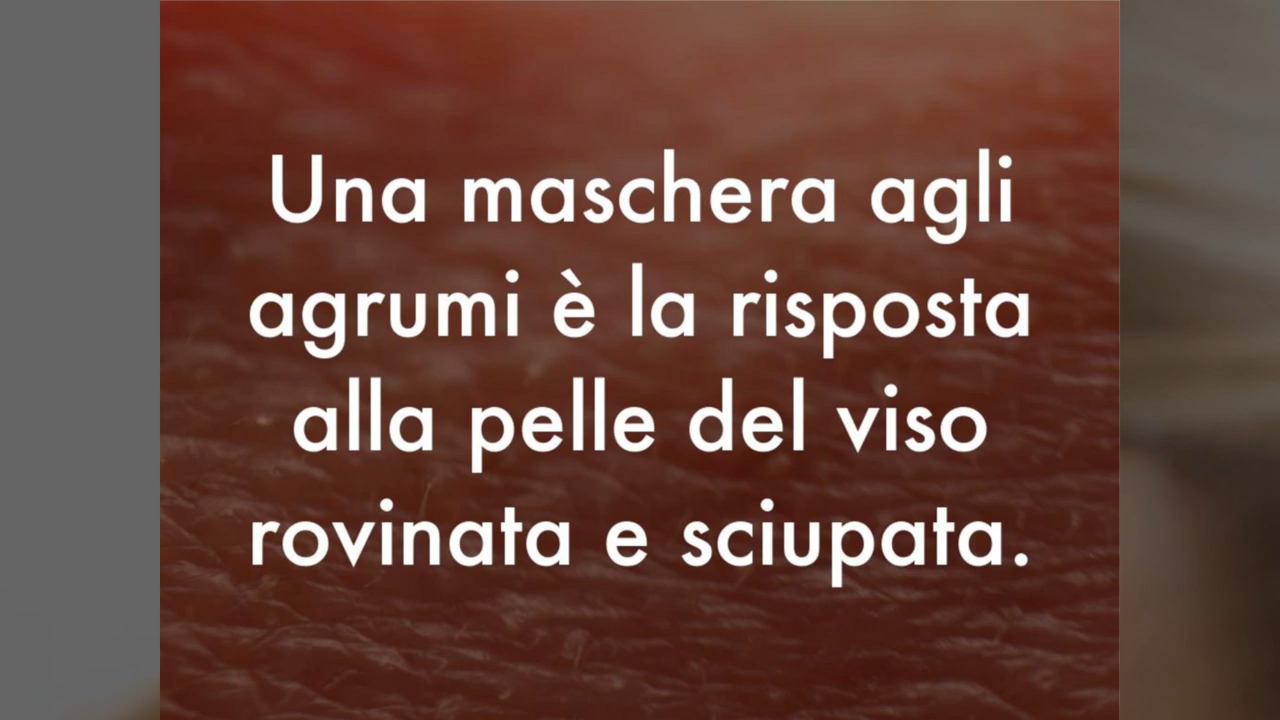 Una maschera agli
agrumi è la risposta
alla pelle del viso
rovinata e sciupata.